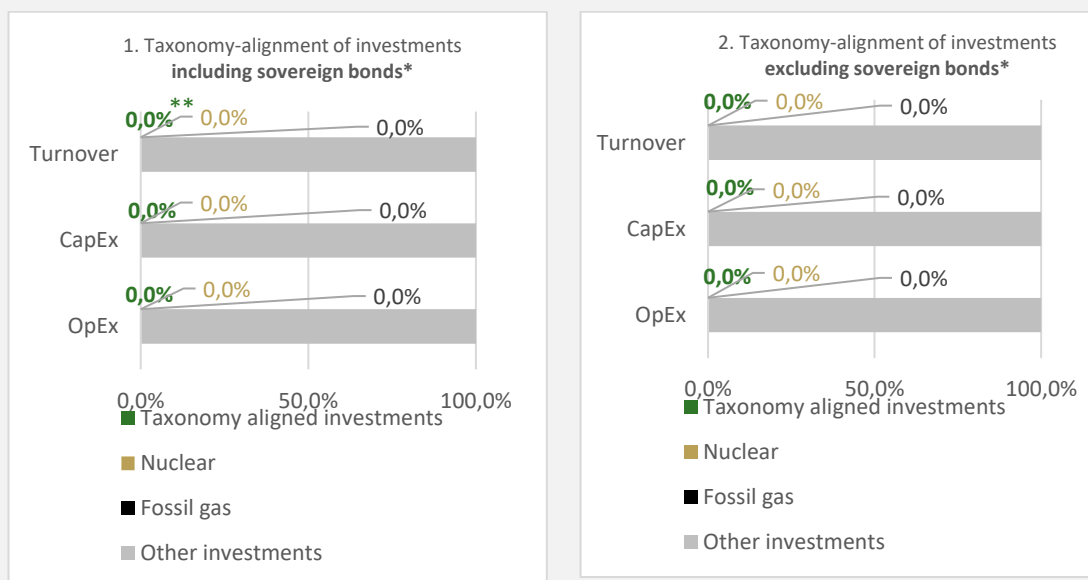 1. Taxonomy-alignment of investments
including sovereign bonds*
0,0%** 0,0% 0,0%
Turnover
0,0% 0,0% 0,0%
CapEx
0,0% 0,0% 0,0%
OpEx
0,0% 50,0% 100,0%
Taxonomy aligned investments
Nuclear
Fossil gas
Other investments
2. Taxonomy-alignment of investments
excluding sovereign bonds*
0,0% 0,0% 0,0%
Turnover
0,0% 0,0% 0,0%
CapEx
0,0% 0,0% 0,0%
OpEx
0,0% 50,0% 100,0%
Taxonomy aligned investments
Nuclear
Fossil gas
Other investments